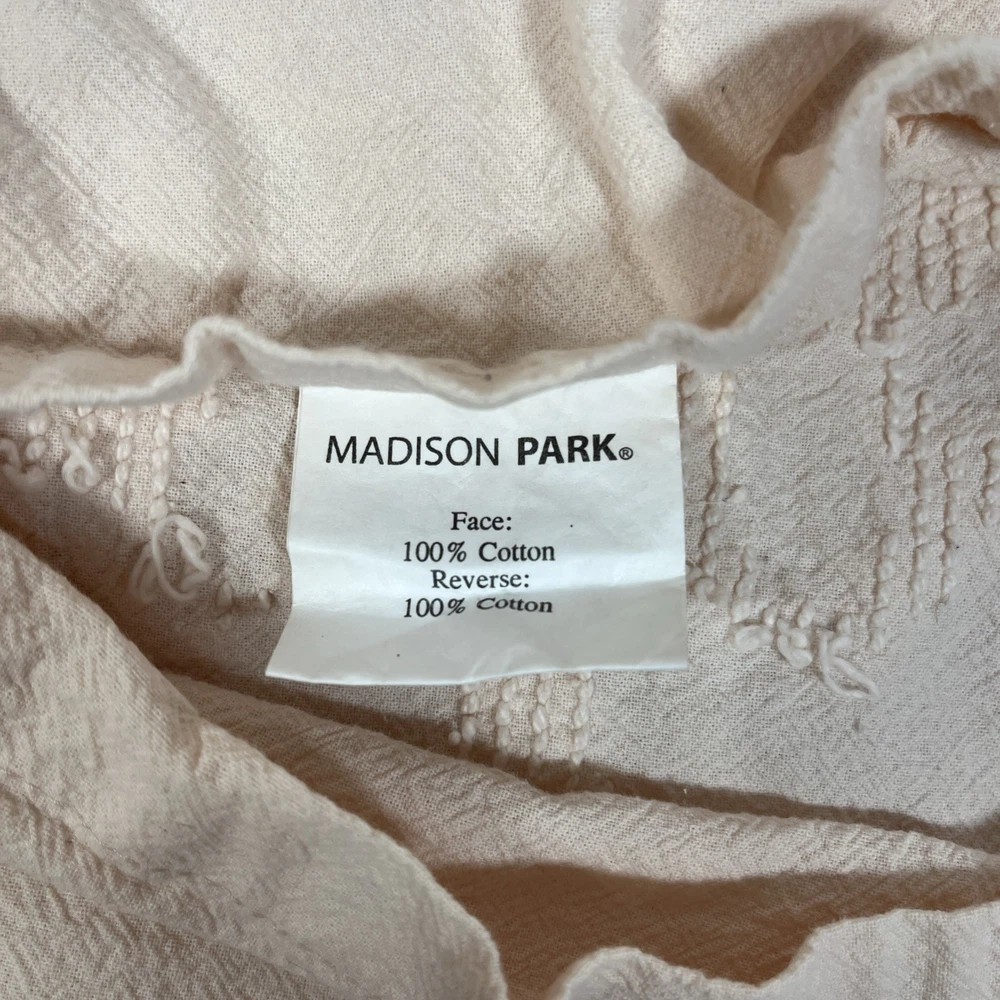 MADISON PARK®
Face:
100% Cotton
Reverse:
100% Cotton